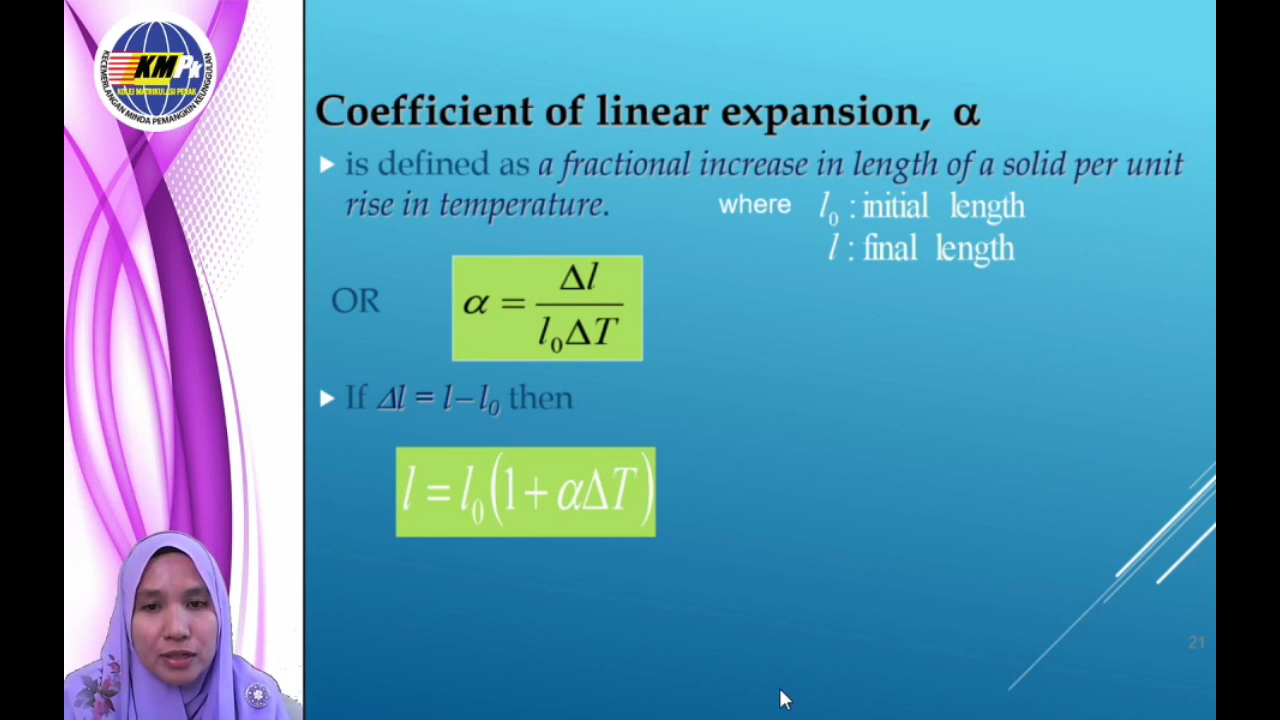 KMPk
KOLEJ MATRIKULASI PERAK
KECEMERLANGAN MINDA PEMANGKIN KEUNGGULAN
Coefficient of linear expansion, α
is defined as a fractional increase in length of a solid per unit
rise in temperature.
where l₀ : initial length
l : final length
OR
α = Δl / l₀ΔT
If Δl = l – l₀ then
l = l₀(1 + αΔT)
21